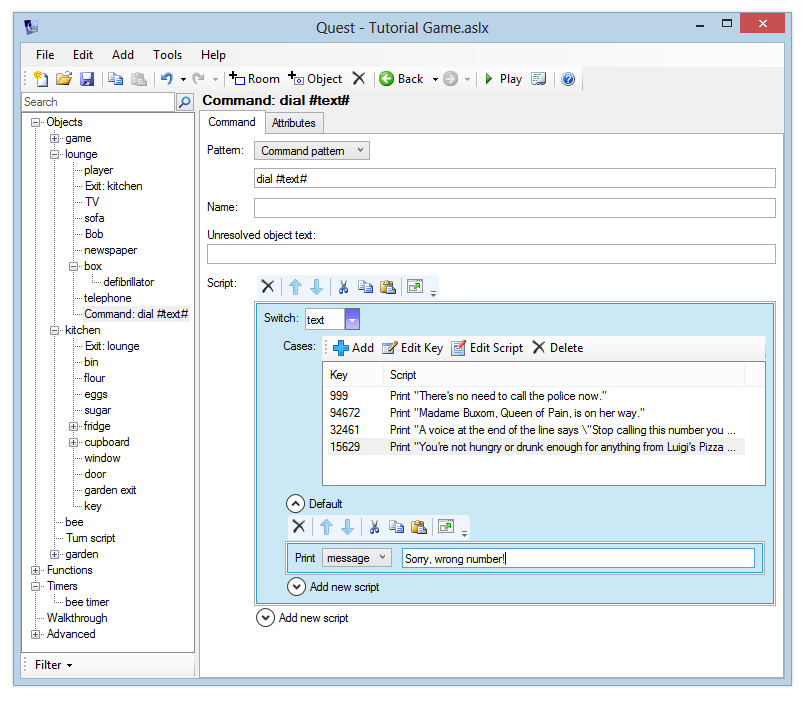 Quest - Tutorial Game.aslx
File Edit Add Tools Help
Room Object Back Play
Search
Objects
game
lounge
player
Exit: kitchen
TV
sofa
Bob
newspaper
box
defibrillator
telephone
Command: dial #text#
kitchen
Exit: lounge
bin
flour
eggs
sugar
fridge
cupboard
window
door
garden exit
key
bee
Turn script
garden
Functions
Timers
bee timer
Walkthrough
Advanced
Filter
Command: dial #text#
Command Attributes
Pattern: Command pattern
dial #text#
Name:
Unresolved object text:
Script:
Switch: text
Cases: Add Edit Key Edit Script Delete
Key Script
999 Print "There's no need to call the police now."
94672 Print "Madame Buxom, Queen of Pain, is on her way."
32461 Print "A voice at the end of the line says \"Stop calling this number you ...
15629 Print "You're not hungry or drunk enough for anything from Luigi's Pizza ...
Default
Print message Sorry, wrong number!
Add new script
Add new script